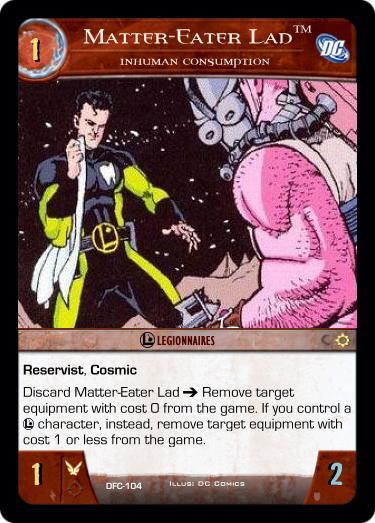 1
MATTER-EATER LAD™
INHUMAN CONSUMPTION
DC
L LEGIONNAIRES
Reservist, Cosmic
Discard Matter-Eater Lad ➔ Remove target
equipment with cost 0 from the game. If you control a
L character, instead, remove target equipment with
cost 1 or less from the game.
1
DFC-104
ILLUS: DC COMICS
2